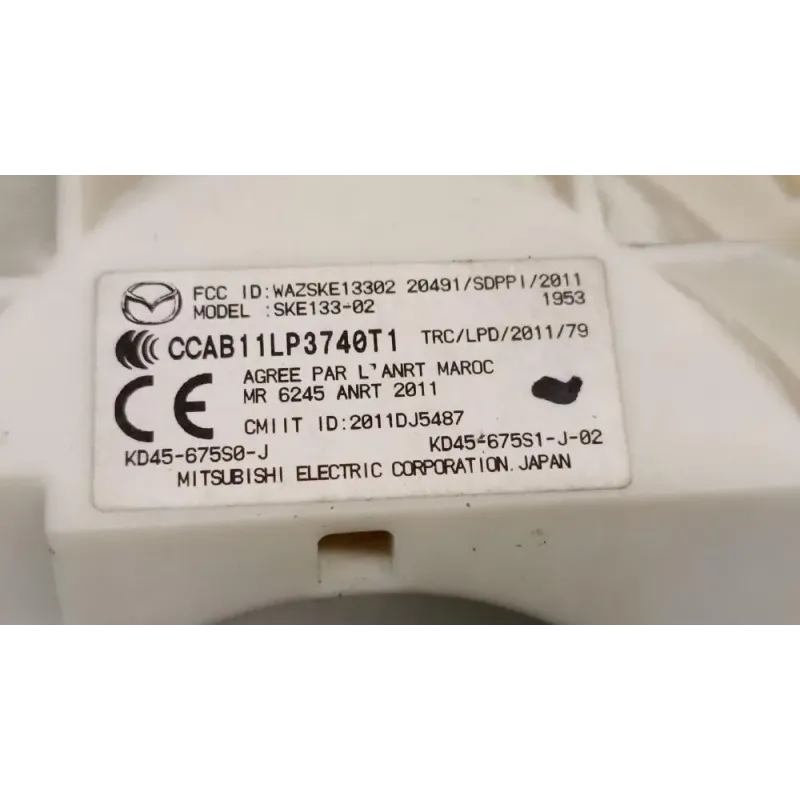 FCC ID:WAZSKE13302 20491/SDPPI/2011
MODEL :SKE133-02 1953
CCAB11LP3740T1 TRC/LPD/2011/79
AGREE PAR L'ANRT MAROC
MR 6245 ANRT 2011
CE
CMIIT ID:2011DJ5487
KD45-675S0-J KD45-675S1-J-02
MITSUBISHI ELECTRIC CORPORATION. JAPAN